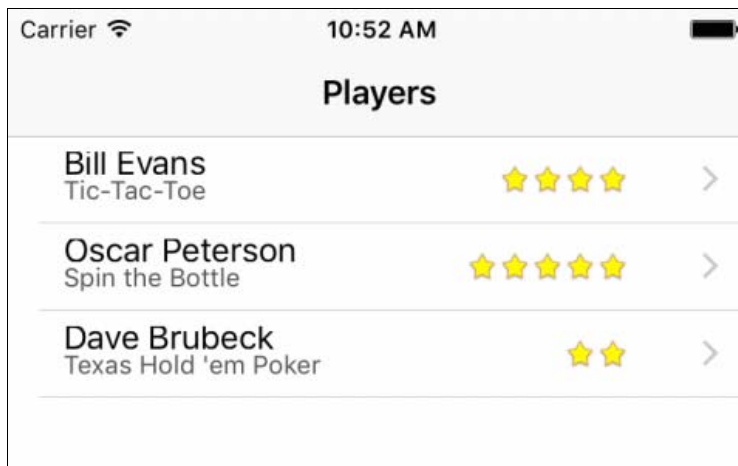 Carrier 10:52 AM
Players
Bill Evans
Tic-Tac-Toe
Oscar Peterson
Spin the Bottle
Dave Brubeck
Texas Hold 'em Poker